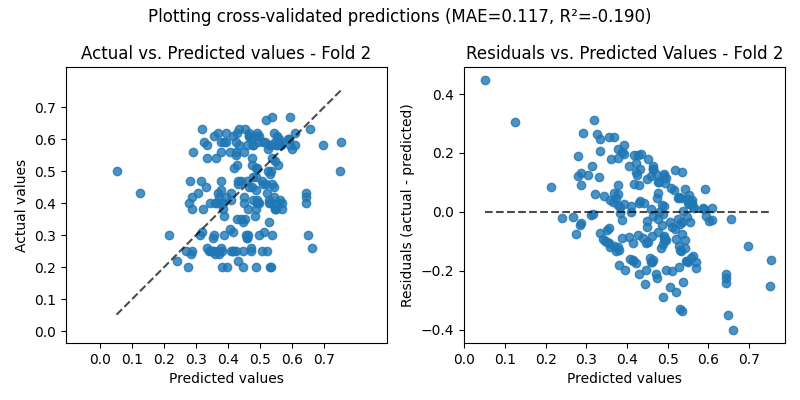 Plotting cross-validated predictions (MAE=0.117, R²=-0.190)
Actual vs. Predicted values - Fold 2
Actual values
0.7
0.6
0.5
0.4
0.3
0.2
0.1
0.0
0.0 0.1 0.2 0.3 0.4 0.5 0.6 0.7
Predicted values
Residuals vs. Predicted Values - Fold 2
Residuals (actual - predicted)
0.4
0.2
0.0
−0.2
−0.4
0.0 0.1 0.2 0.3 0.4 0.5 0.6 0.7
Predicted values